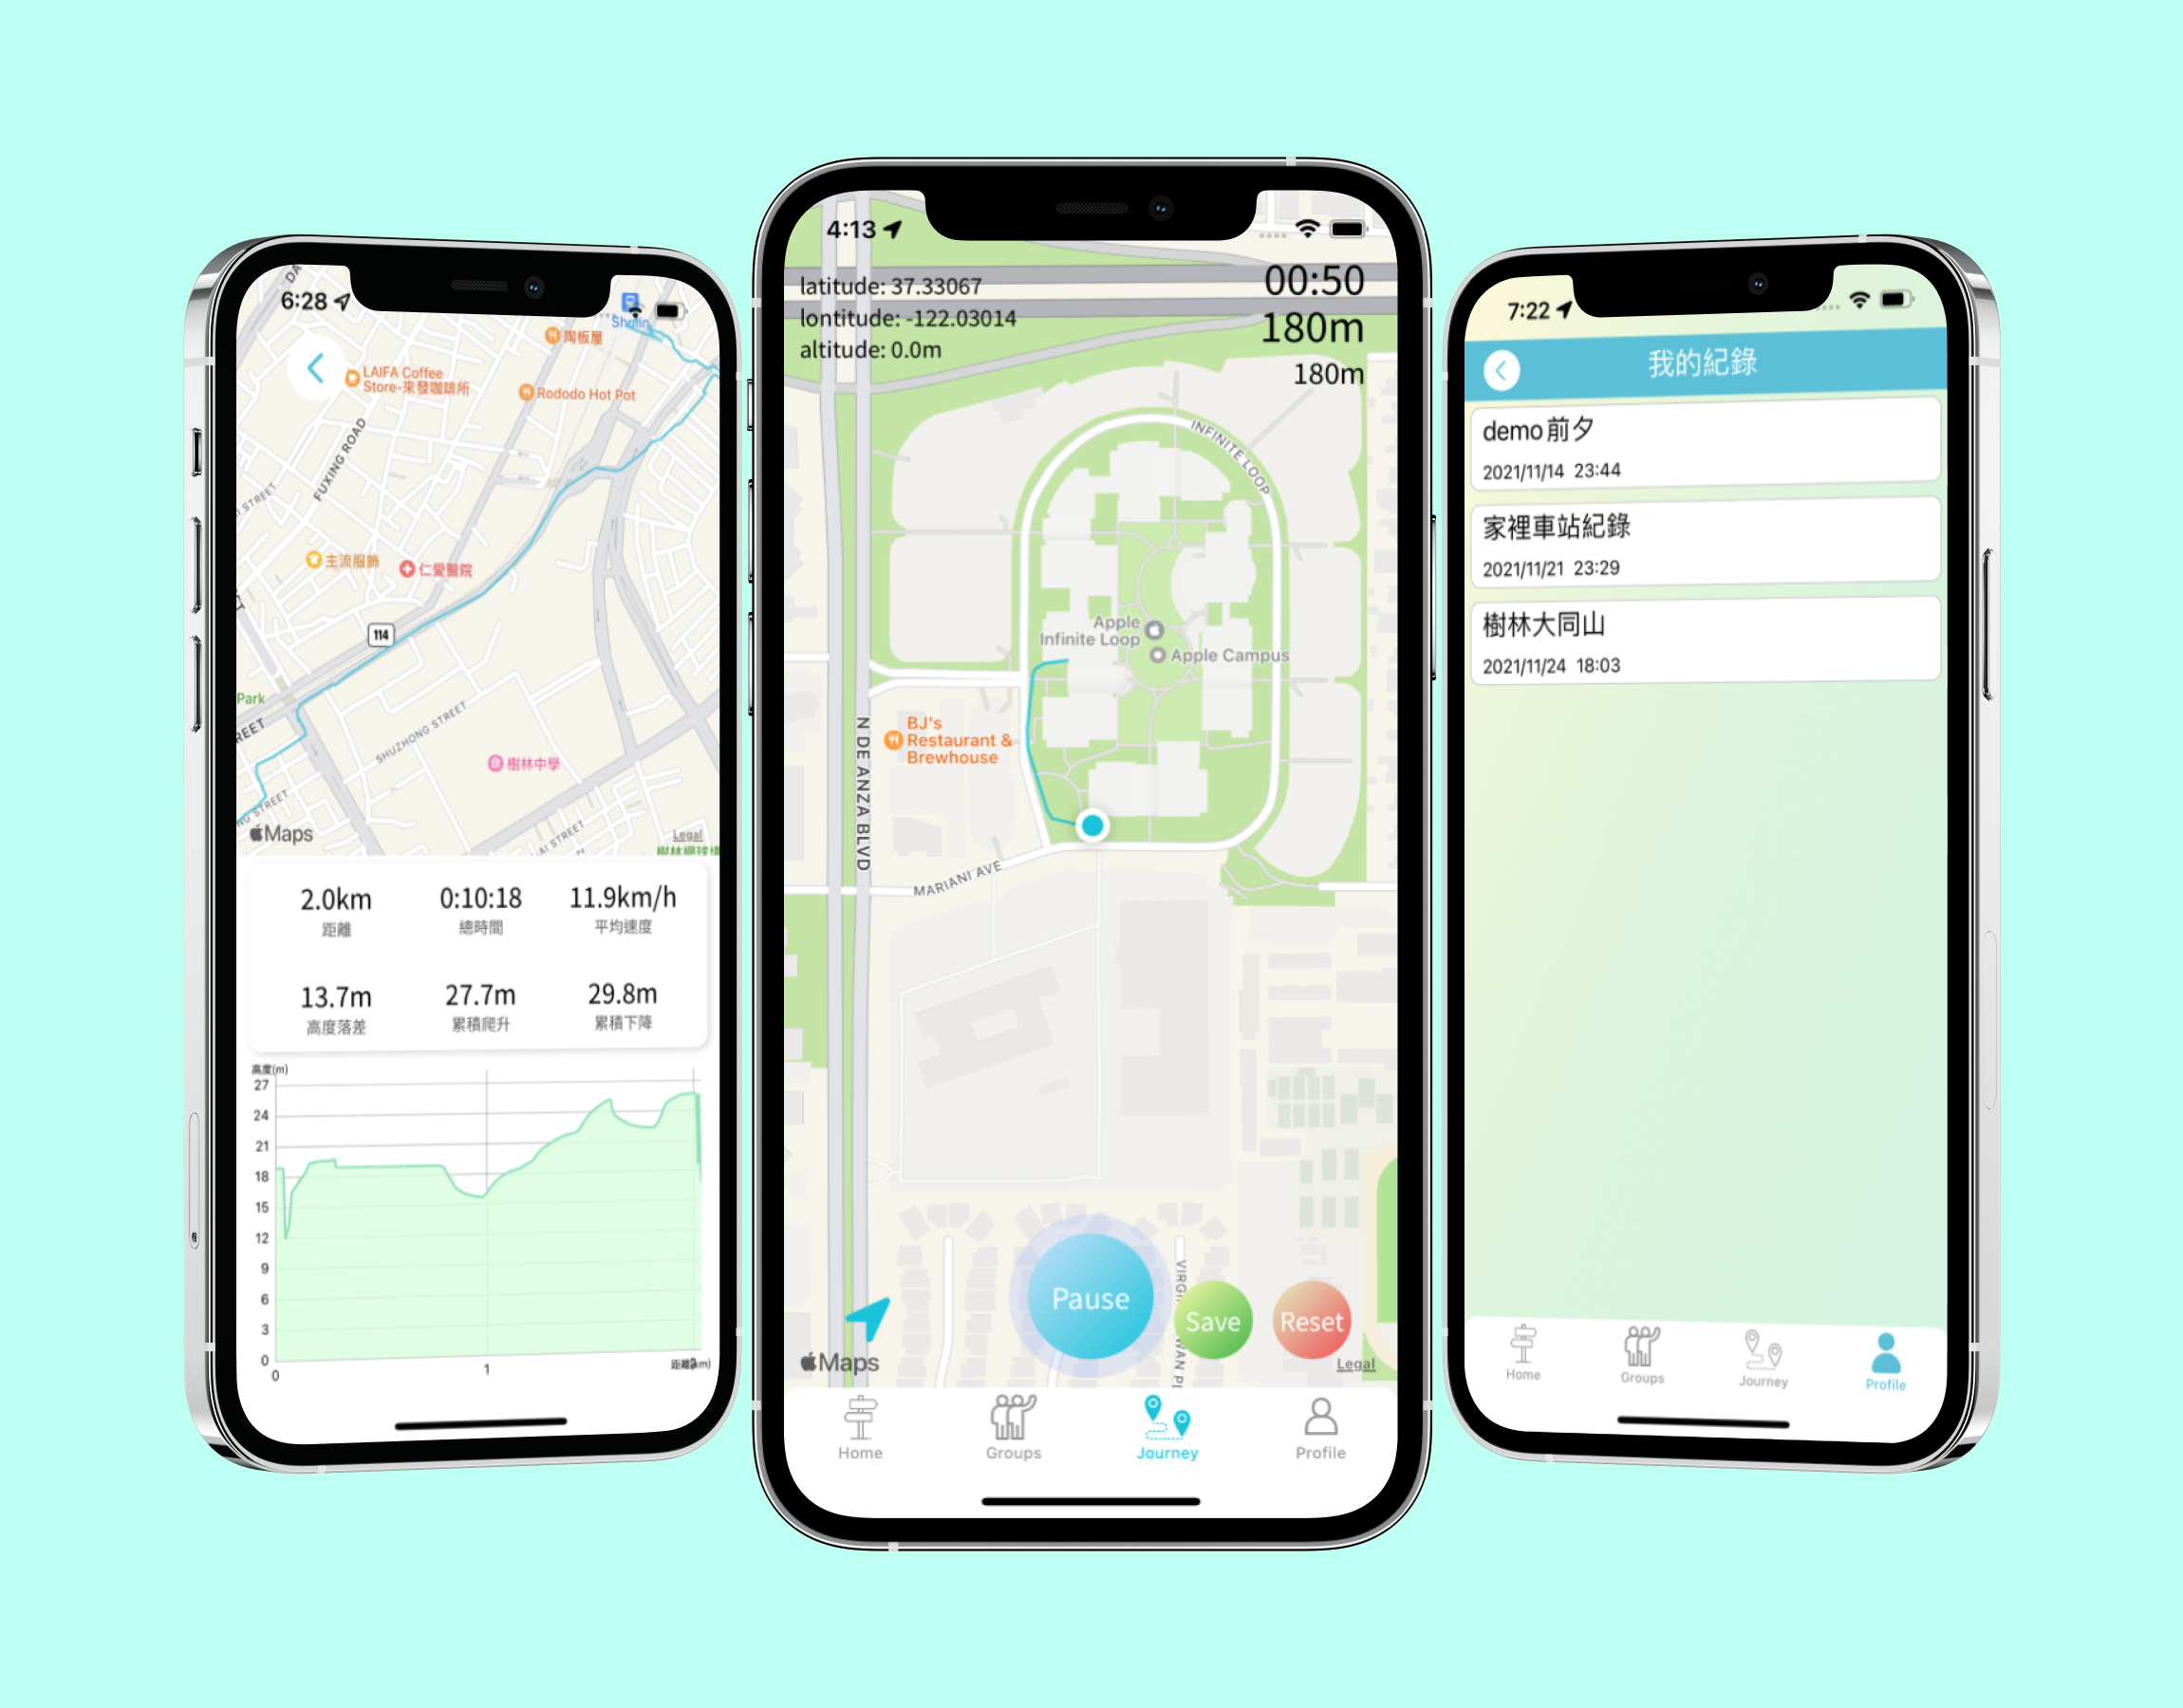 6:28
Shulin
陶板屋
LAIFA Coffee
Store-來發咖啡所
Rododo Hot Pot
FUXING ROAD
主流服飾
仁愛醫院
114
Park
SHUZHONG STREET
樹林中學
Maps
Legal
2.0km
0:10:18
11.9km/h
距離
總時間
平均速度
13.7m
27.7m
29.8m
高度落差
累積爬升
累積下降
高度(m)
27
24
21
18
15
12
9
6
3
0
0
1
4:13
latitude: 37.33067
lontitude: -122.03014
altitude: 0.0m
00:50
180m
180m
INFINITE LOOP
Apple
Infinite Loop
Apple Campus
BJ's
Restaurant &
Brewhouse
N DE ANZA BLVD
MARIANI AVE
Pause
Save
Reset
Maps
Legal
Home
Groups
Journey
Profile
7:22
我的紀錄
demo前夕
2021/11/14 23:44
家裡車站紀錄
2021/11/21 23:29
樹林大同山
2021/11/24 18:03
Home
Groups
Journey
Profile